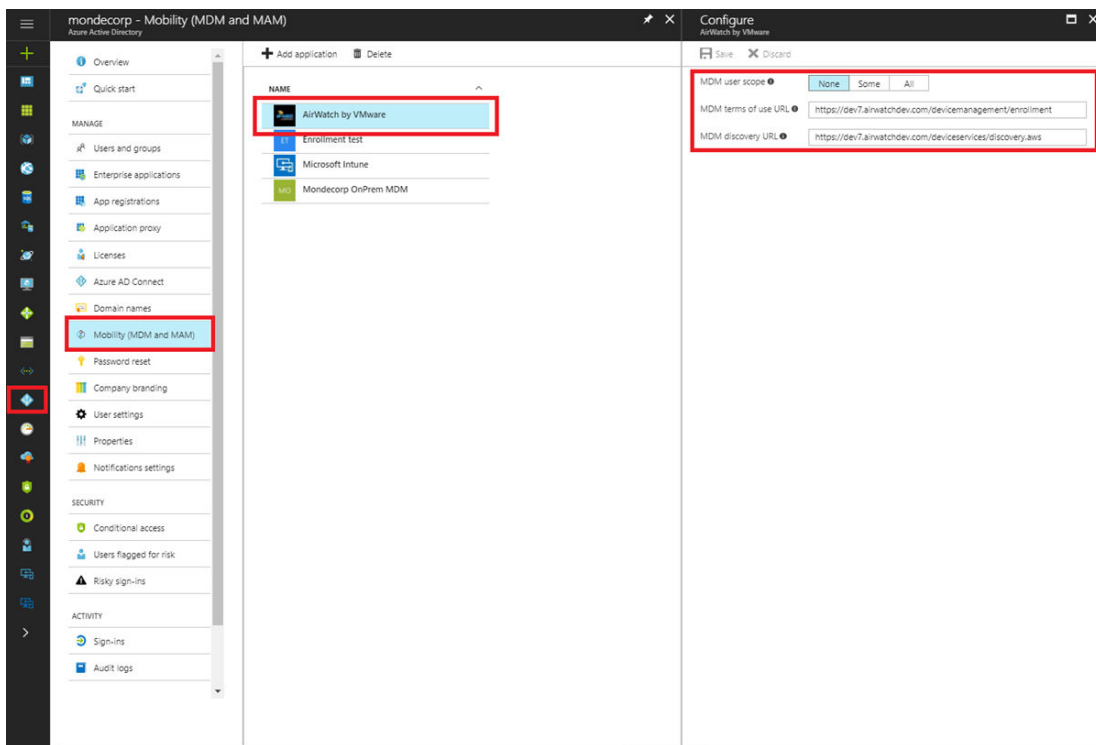 mondecorp - Mobility (MDM and MAM)
Azure Active Directory
Overview
Quick start
MANAGE
Users and groups
Enterprise applications
App registrations
Application proxy
Licenses
Azure AD Connect
Domain names
Mobility (MDM and MAM)
Password reset
Company branding
User settings
Properties
Notifications settings
SECURITY
Conditional access
Users flagged for risk
Risky sign-ins
ACTIVITY
Sign-ins
Audit logs
Add application Delete
NAME
AirWatch by VMware
ET Enrollment test
Microsoft Intune
MO Mondecorp OnPrem MDM
Configure
AirWatch by VMware
Save Discard
MDM user scope None Some All
MDM terms of use URL https://dev7.airwatchdev.com/devicemanagement/enrollment
MDM discovery URL https://dev7.airwatchdev.com/deviceservices/discovery.aws